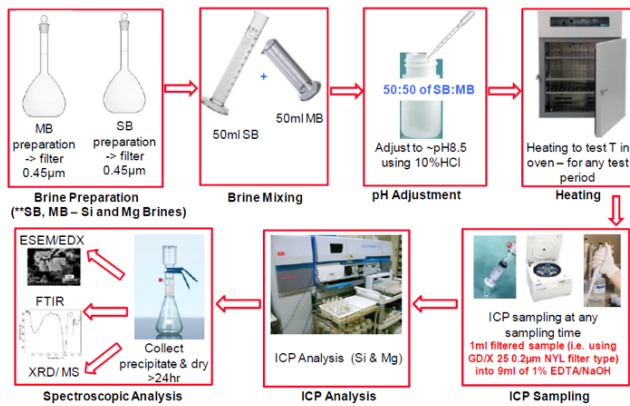 MB
preparation
-> filter
0.45µm
SB
preparation
-> filter
0.45µm
Brine Preparation
(**SB, MB – Si and Mg Brines)
+
50ml SB
50ml MB
Brine Mixing
50:50 of SB:MB
Adjust to ~pH8.5
using 10%HCl
pH Adjustment
Heating to test T in
oven – for any test
period
Heating
ICP sampling at any
sampling time
1ml filtered sample (i.e. using
GD/X 25 0.2µm NYL filter type)
into 9ml of 1% EDTA/NaOH
ICP Sampling
ICP Analysis (Si & Mg)
ICP Analysis
ESEM/EDX
FTIR
XRD/ MS
Collect
precipitate & dry
>24hr
Spectroscopic Analysis